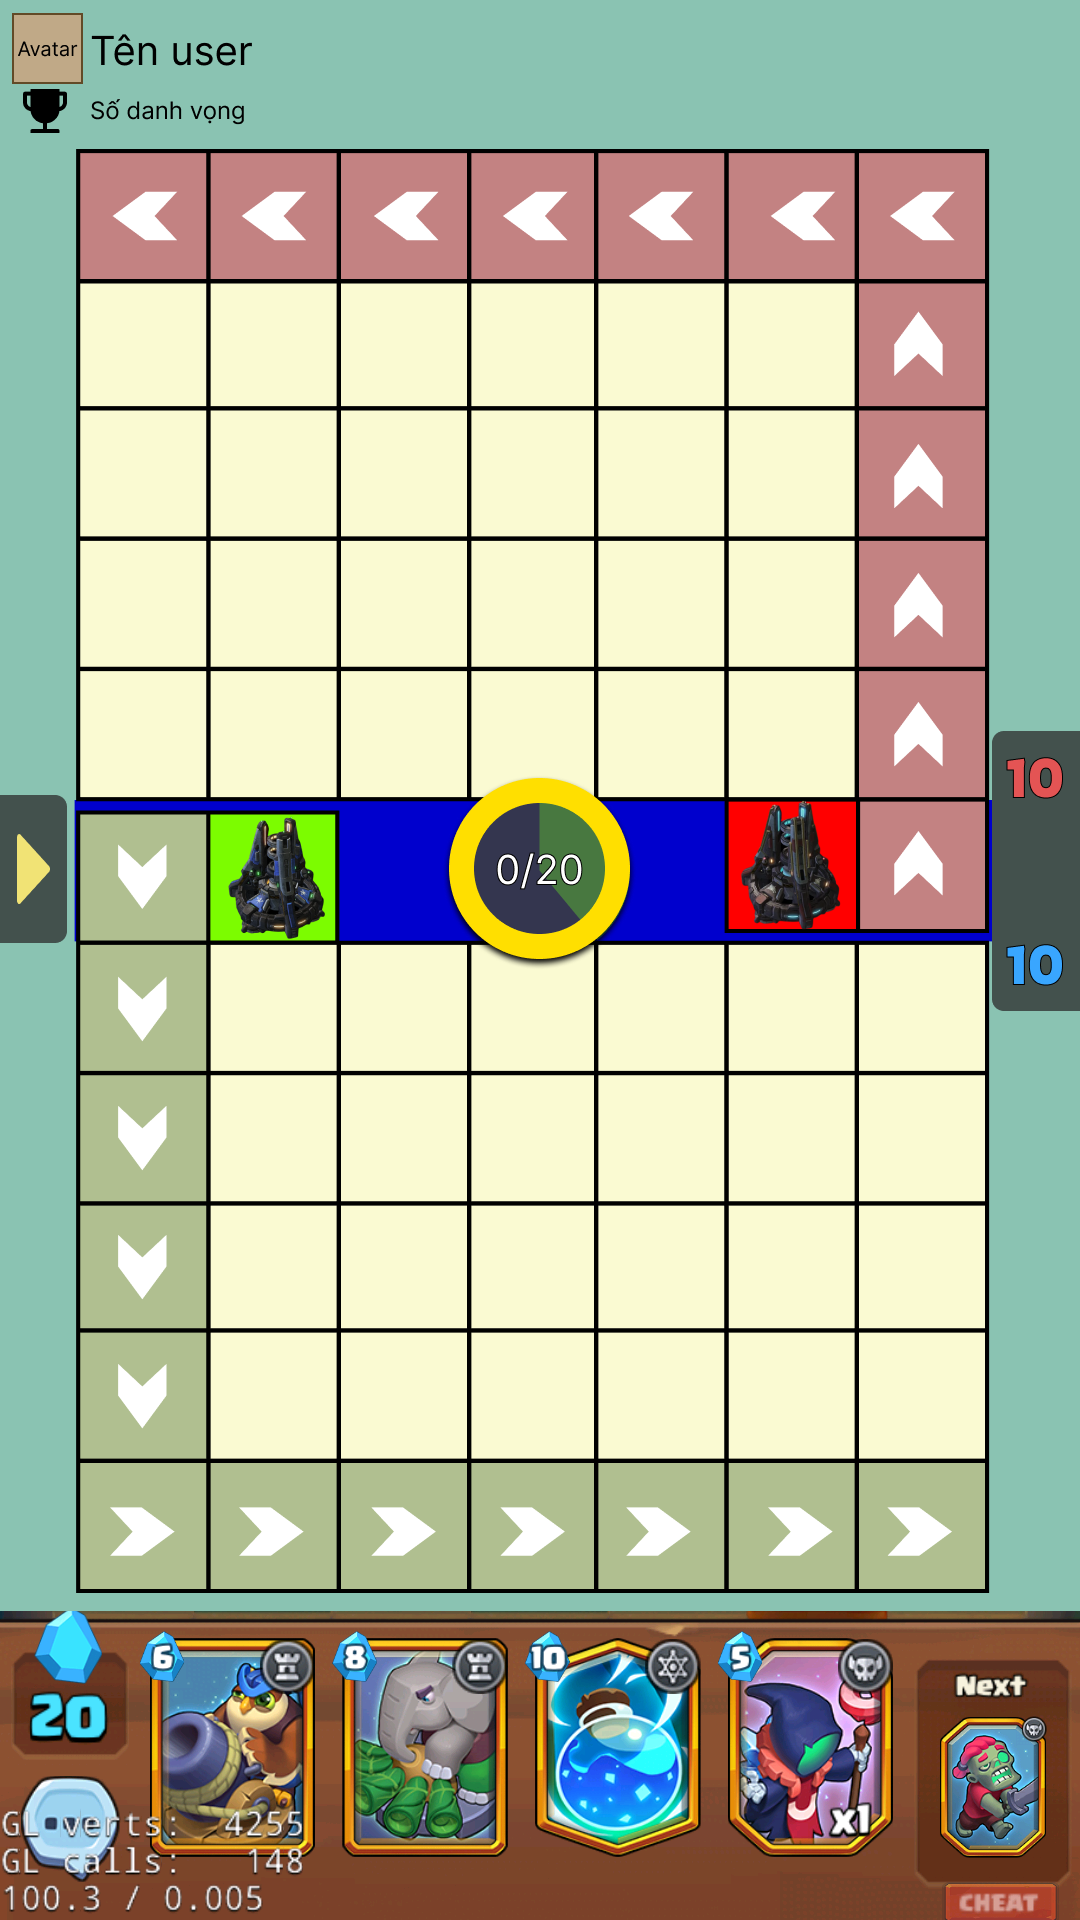 Avatar
Tên user
Số danh vọng
10
0/20
10
6
8
10
5
20
Next
x1
GL verts: 4255
GL calls: 148
100.3 / 0.005
CHEAT